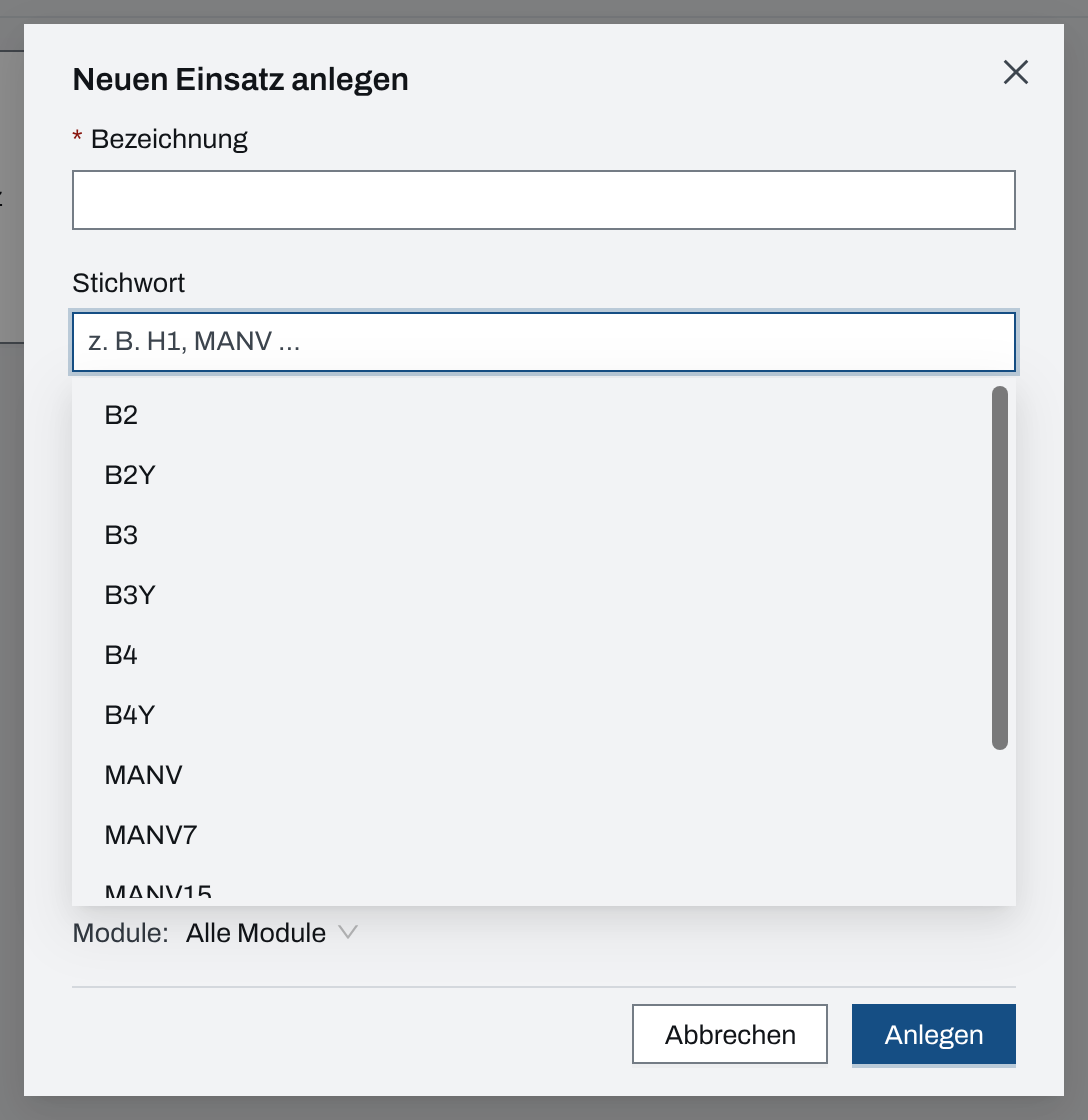 Neuen Einsatz anlegen
* Bezeichnung
Stichwort
z. B. H1, MANV ...
B2
B2Y
B3
B3Y
B4
B4Y
MANV
MANV7
MANV15
Module: Alle Module
Abbrechen
Anlegen